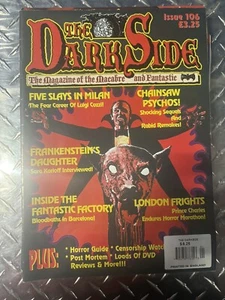 Issue 106
£3.25
THE
DARK SIDE
The Magazine of the Macabre and Fantastic
FIVE SLAYS IN MILAN
The Fear Career Of Luigi Cozzi!
CHAINSAW
PSYCHOS!
Shocking Sequels
And
Rabid Remakes!
FRANKENSTEIN'S
DAUGHTER
Interviewed!
INSIDE THE
FANTASTIC FACTORY
Bloodbaths in Barcelona!
LONDON FRIGHTS
Prince Charles
Endures Horror Marathon!
PLUS:
* Horror Guide * Censorship Watch
* Post Mortem * Loads Of DVD
Reviews & More!!!